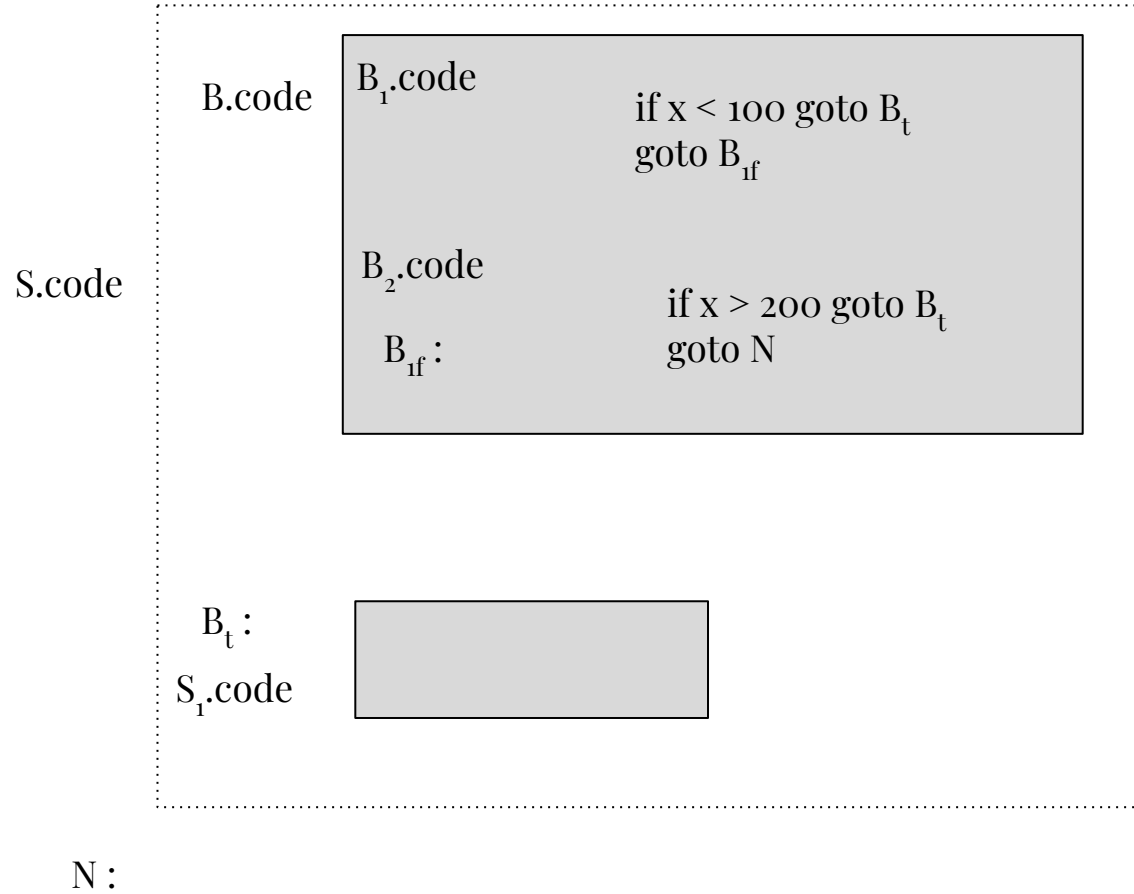 B.code
B₁.code
if x < 100 goto Bₜ
goto B₁f
S.code
B₂.code
if x > 200 goto Bₜ
B₁f :
goto N
Bₜ :
S₁.code
N :